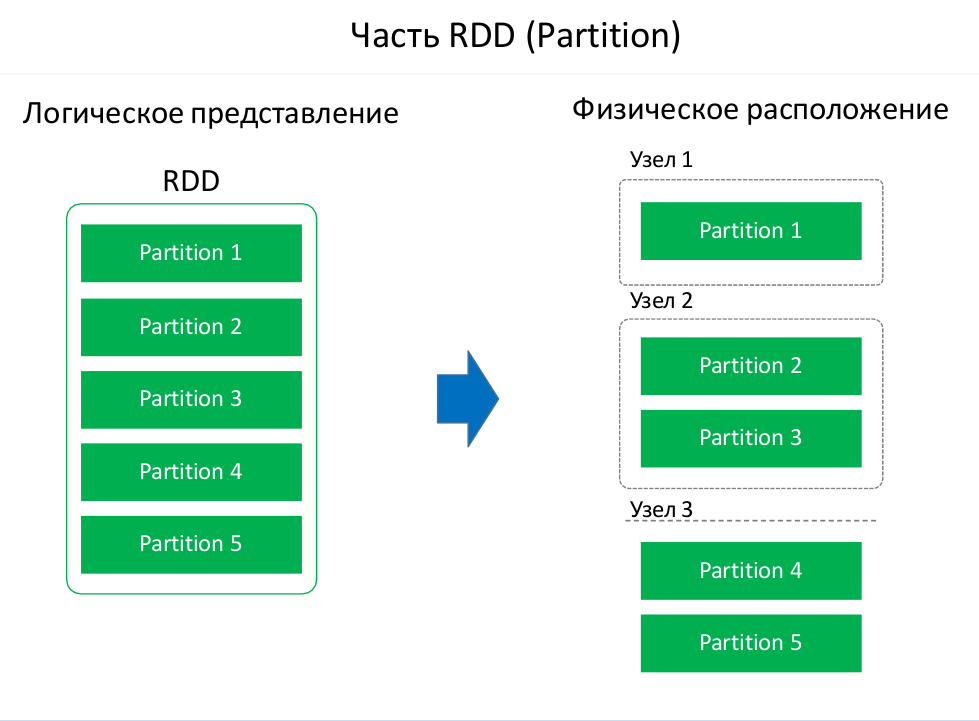 Часть RDD (Partition)
Логическое представление
RDD
Partition 1
Partition 2
Partition 3
Partition 4
Partition 5
Физическое расположение
Узел 1
Partition 1
Узел 2
Partition 2
Partition 3
Узел 3
Partition 4
Partition 5